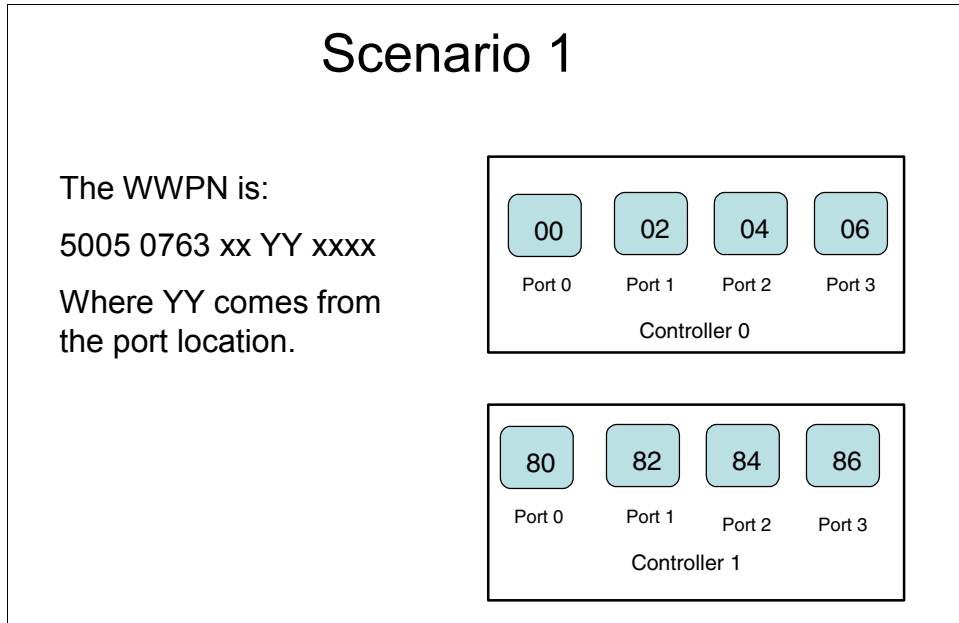 Scenario 1
The WWPN is:
5005 0763 xx YY xxxx
Where YY comes from
the port location.
00 02 04 06
Port 0 Port 1 Port 2 Port 3
Controller 0
80 82 84 86
Port 0 Port 1 Port 2 Port 3
Controller 1